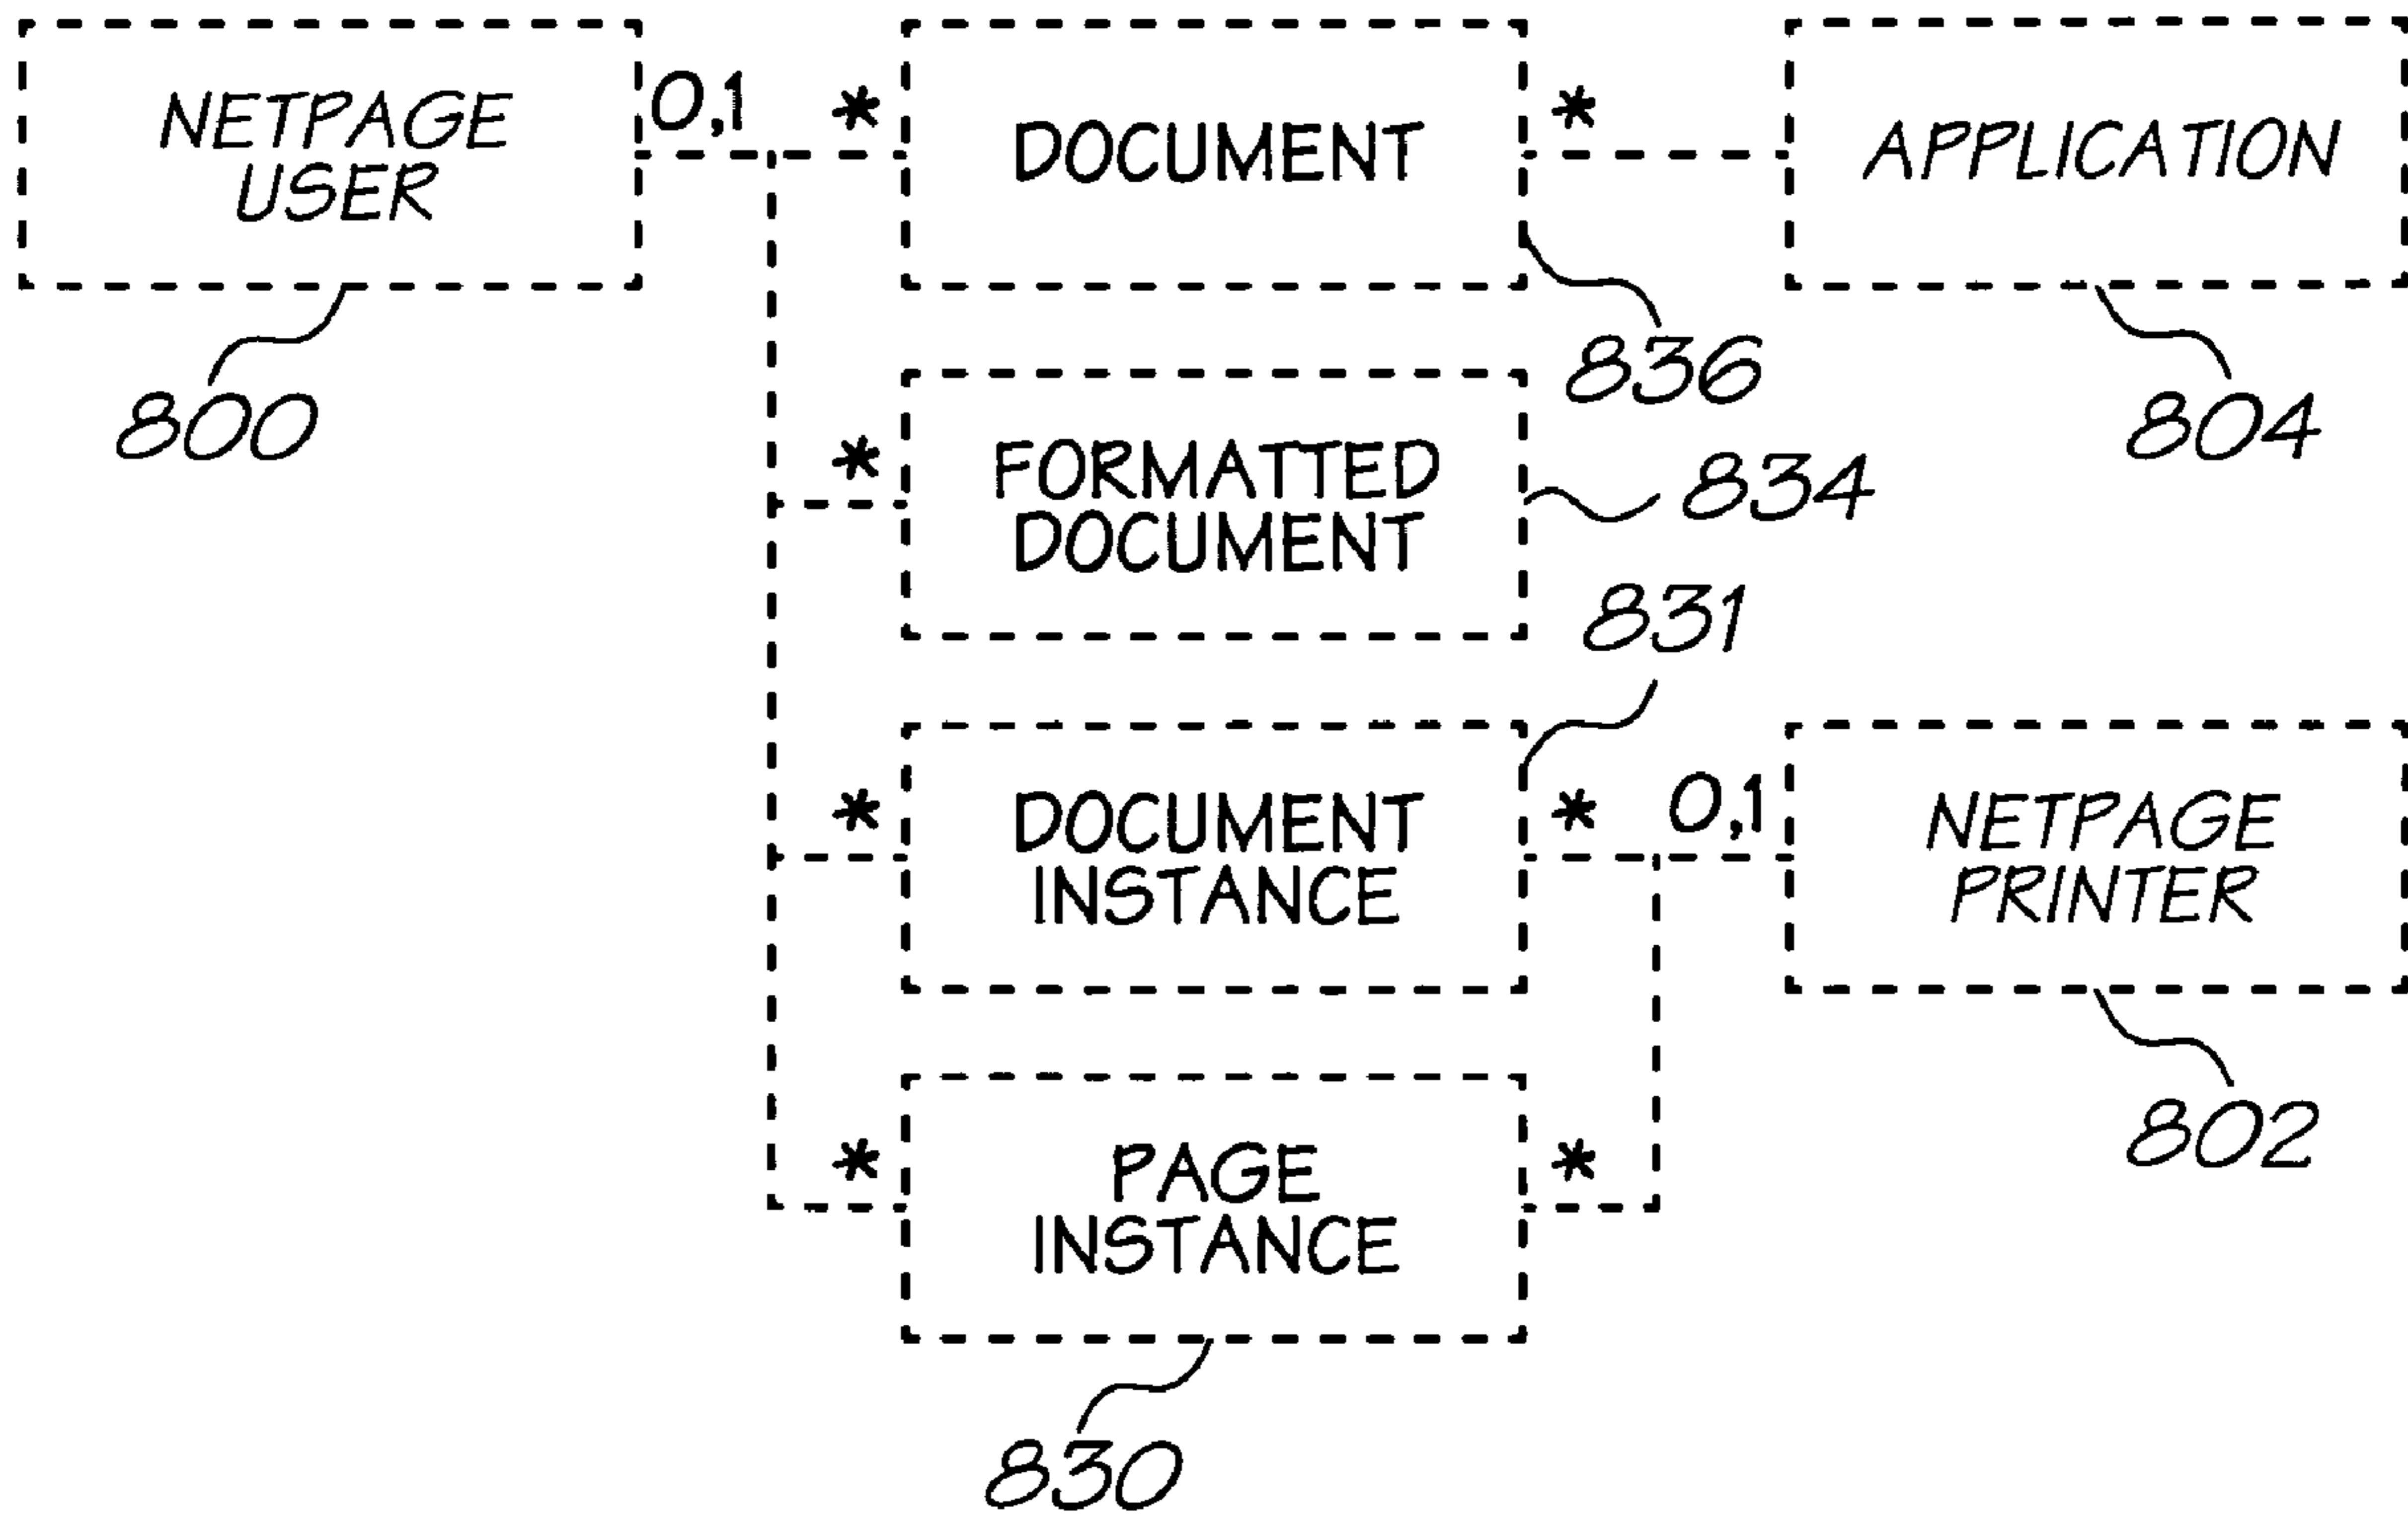 NETPAGE
USER
0,1
*
DOCUMENT
*
APPLICATION
800
836
804
*
FORMATTED
DOCUMENT
834
831
*
DOCUMENT
INSTANCE
*
0,1
NETPAGE
PRINTER
802
*
PAGE
INSTANCE
*
830